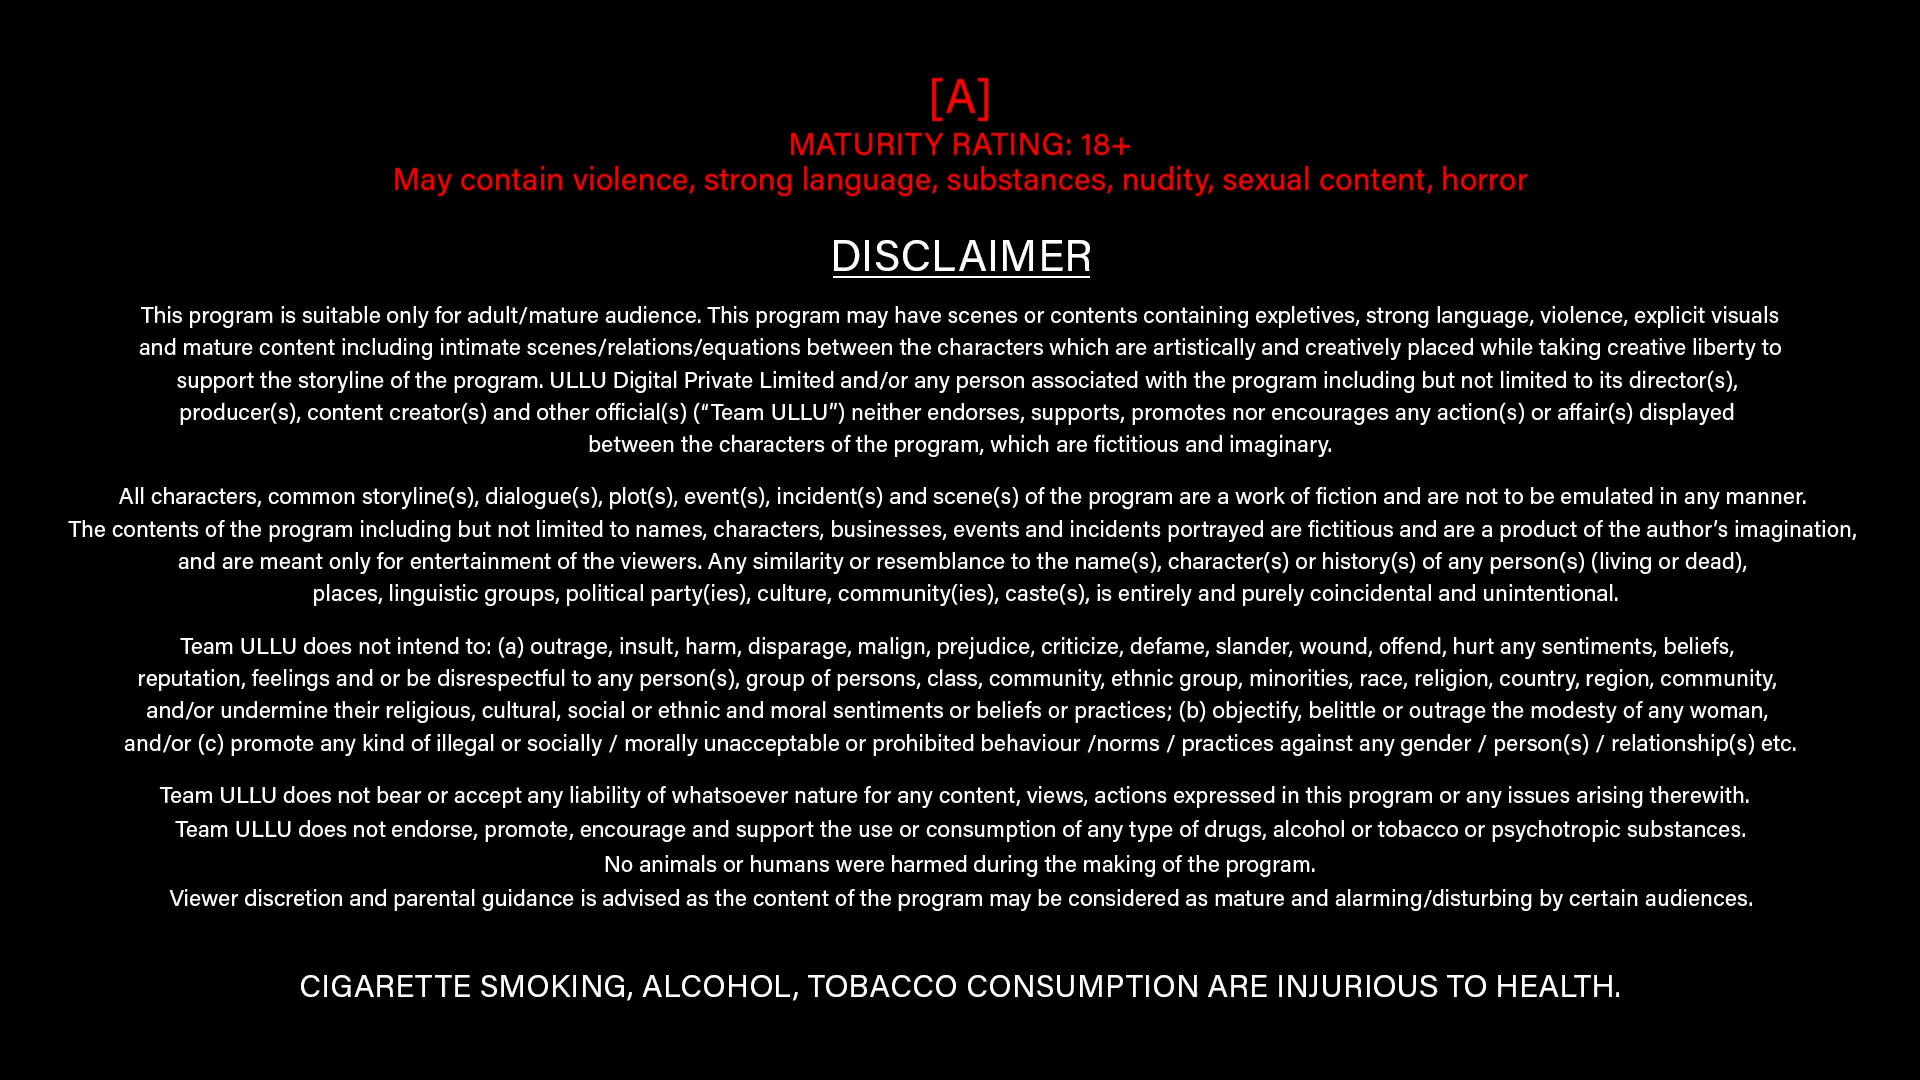 [A]
MATURITY RATING: 18+
May contain violence, strong language, substances, nudity, sexual content, horror
DISCLAIMER
This program is suitable only for adult/mature audience. This program may have scenes or contents containing expletives, strong language, violence, explicit visuals
and mature content including intimate scenes/relations/equations between the characters which are artistically and creatively placed while taking creative liberty to
support the storyline of the program. ULLU Digital Private Limited and/or any person associated with the program including but not limited to its director(s),
producer(s), content creator(s) and other official(s) (“Team ULLU”) neither endorses, supports, promotes nor encourages any action(s) or affair(s) displayed
between the characters of the program, which are fictitious and imaginary.
All characters, common storyline(s), dialogue(s), plot(s), event(s), incident(s) and scene(s) of the program are a work of fiction and are not to be emulated in any manner.
The contents of the program including but not limited to names, characters, businesses, events and incidents portrayed are fictitious and are a product of the author’s imagination,
and are meant only for entertainment of the viewers. Any similarity or resemblance to the name(s), character(s) or history(s) of any person(s) (living or dead),
places, linguistic groups, political party(ies), culture, community(ies), caste(s), is entirely and purely coincidental and unintentional.
Team ULLU does not intend to: (a) outrage, insult, harm, disparage, malign, prejudice, criticize, defame, slander, wound, offend, hurt any sentiments, beliefs,
reputation, feelings and or be disrespectful to any person(s), group of persons, class, community, ethnic group, minorities, race, religion, country, region, community,
and/or undermine their religious, cultural, social or ethnic and moral sentiments or beliefs or practices; (b) objectify, belittle or outrage the modesty of any woman,
and/or (c) promote any kind of illegal or socially / morally unacceptable or prohibited behaviour /norms / practices against any gender / person(s) / relationship(s) etc.
Team ULLU does not bear or accept any liability of whatsoever nature for any content, views, actions expressed in this program or any issues arising therewith.
Team ULLU does not endorse, promote, encourage and support the use or consumption of any type of drugs, alcohol or tobacco or psychotropic substances.
No animals or humans were harmed during the making of the program.
Viewer discretion and parental guidance is advised as the content of the program may be considered as mature and alarming/disturbing by certain audiences.
CIGARETTE SMOKING, ALCOHOL, TOBACCO CONSUMPTION ARE INJURIOUS TO HEALTH.